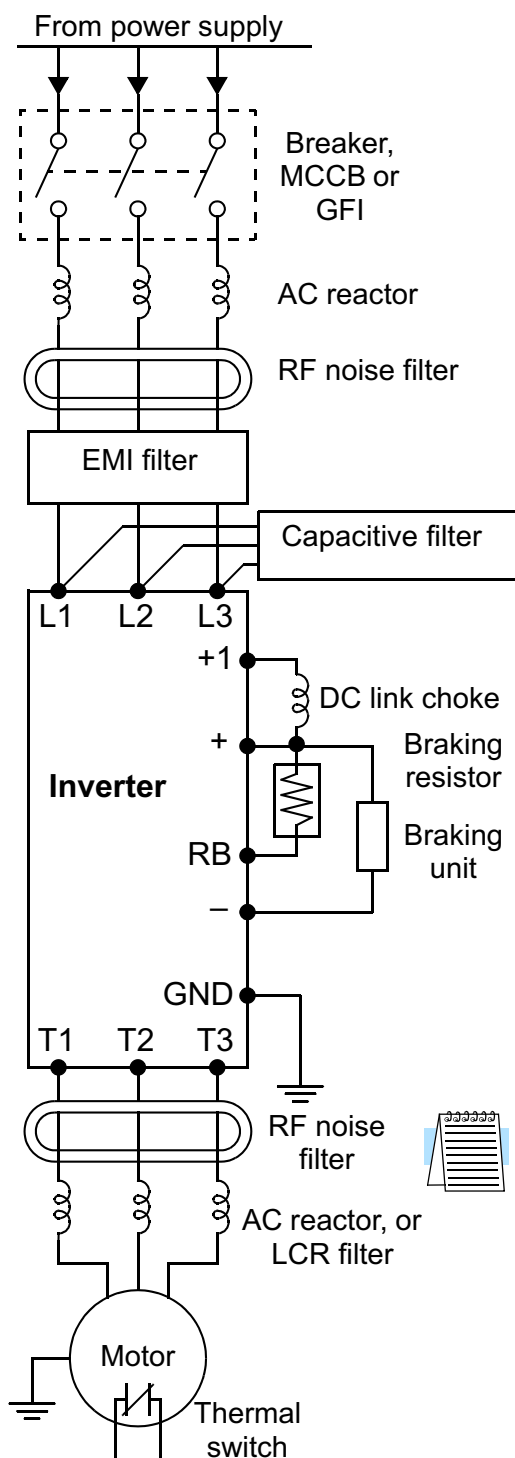 From power supply
Breaker,
MCCB or
GFI
AC reactor
RF noise filter
EMI filter
Capacitive filter
L1 L2 L3
+1
DC link choke
+
Braking
resistor
Inverter
Braking
unit
RB
–
GND
T1 T2 T3
RF noise
filter
AC reactor, or
LCR filter
Motor
Thermal
switch